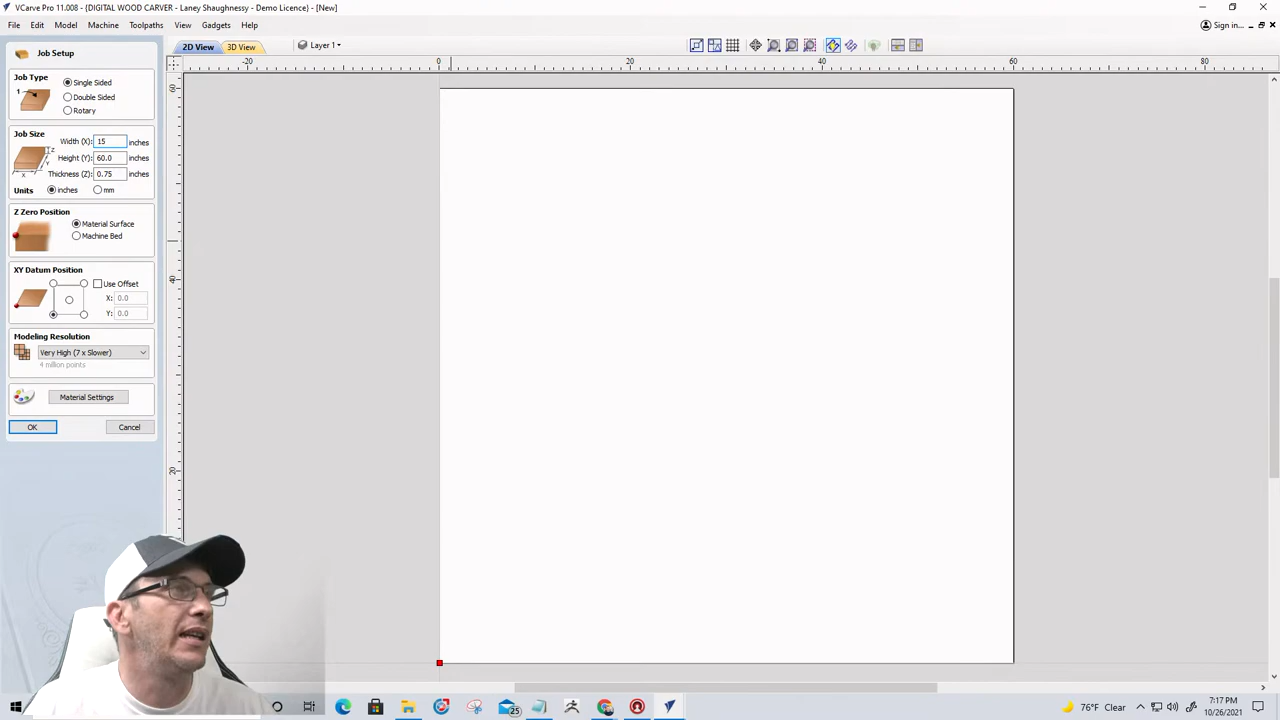 VCarve Pro 11.008 - (DIGITAL WOOD CARVER - Laney Shaughnessy - Demo Licence) - [New]
File Edit Model Machine Toolpaths View Gadgets Help
Sign in...
Job Setup
2D View 3D View Layer 1
-20 0 20 40 60 80
60
40
20
Job Type
1
Single Sided
Double Sided
Rotary
Job Size
Width (X): 15 inches
Height (Y): 60.0 inches
Thickness (Z): 0.75 inches
Z
Y
X
Units inches mm
Z Zero Position
Material Surface
Machine Bed
XY Datum Position
Use Offset
X: 0.0
Y: 0.0
Modeling Resolution
Very High (7 x Slower)
4 million points
Material Settings
OK Cancel
25
76°F Clear
7:17 PM
10/26/2021